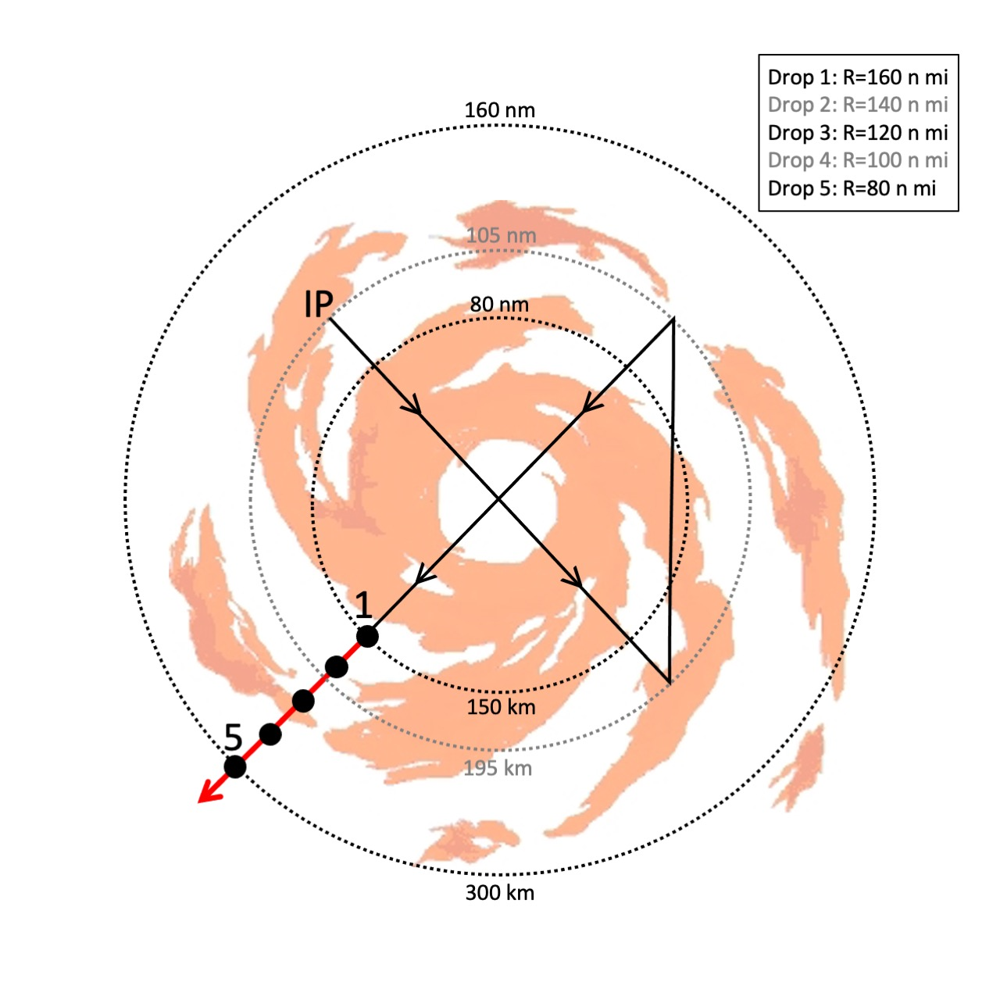 Drop 1: R=160 n mi
Drop 2: R=140 n mi
Drop 3: R=120 n mi
Drop 4: R=100 n mi
Drop 5: R=80 n mi
160 nm
105 nm
IP
80 nm
1
150 km
5
195 km
300 km